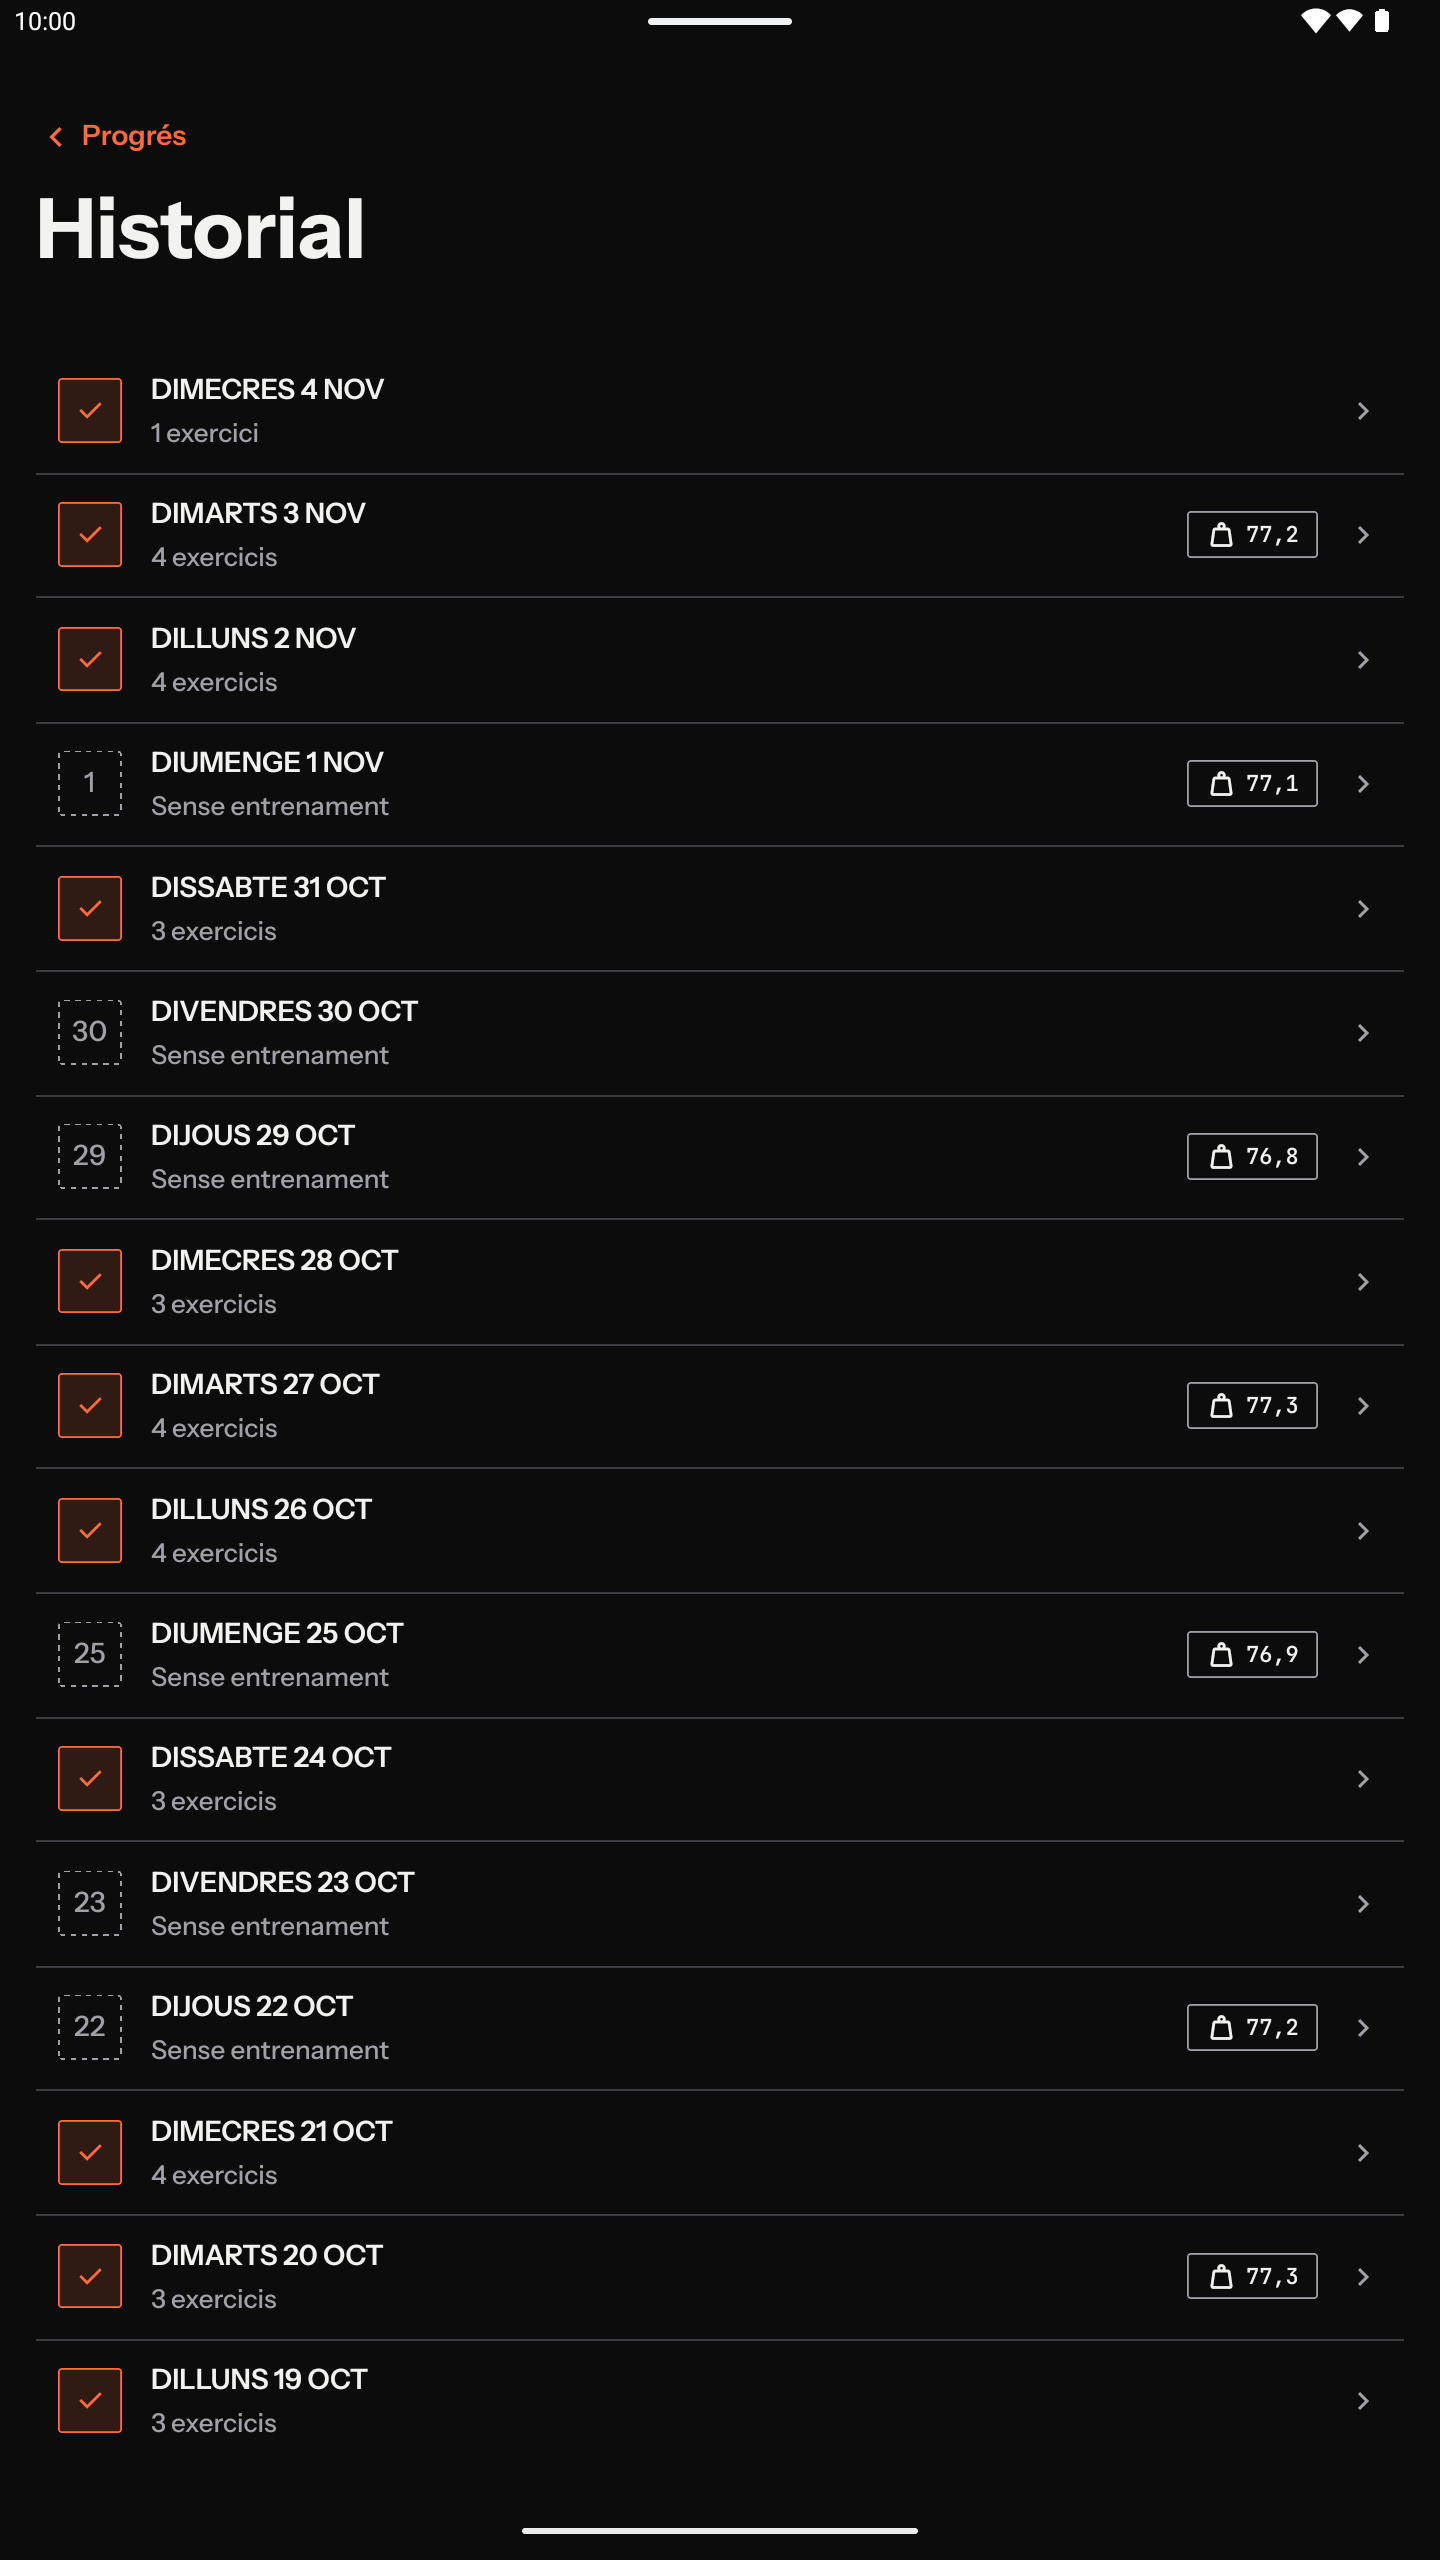 10:00
Progrés
Historial
DIMECRES 4 NOV
1 exercici
DIMARTS 3 NOV
4 exercicis
77,2
DILLUNS 2 NOV
4 exercicis
1
DIUMENGE 1 NOV
Sense entrenament
77,1
DISSABTE 31 OCT
3 exercicis
30
DIVENDRES 30 OCT
Sense entrenament
29
DIJOUS 29 OCT
Sense entrenament
76,8
DIMECRES 28 OCT
3 exercicis
DIMARTS 27 OCT
4 exercicis
77,3
DILLUNS 26 OCT
4 exercicis
25
DIUMENGE 25 OCT
Sense entrenament
76,9
DISSABTE 24 OCT
3 exercicis
23
DIVENDRES 23 OCT
Sense entrenament
22
DIJOUS 22 OCT
Sense entrenament
77,2
DIMECRES 21 OCT
4 exercicis
DIMARTS 20 OCT
3 exercicis
77,3
DILLUNS 19 OCT
3 exercicis